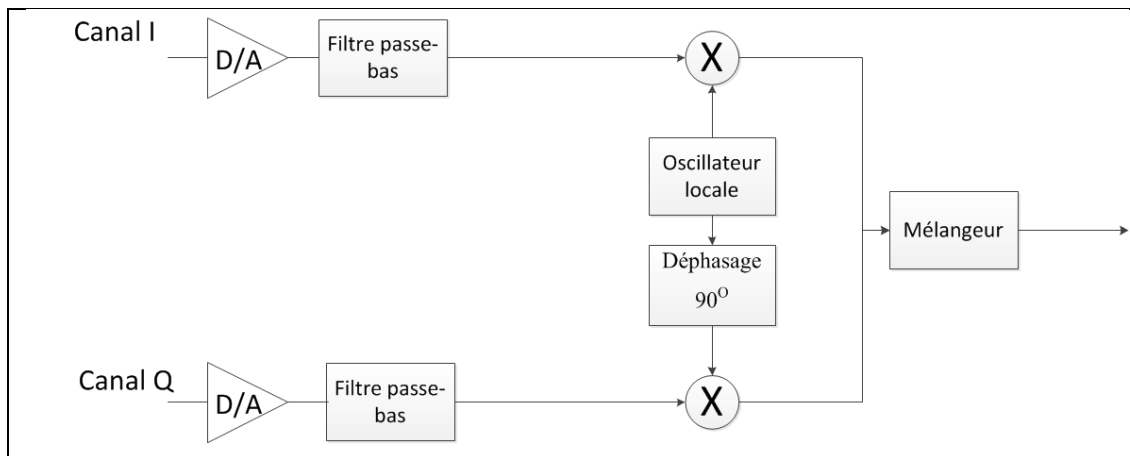 Canal I
D/A
Filtre passe-
bas
X
Oscillateur
locale
Mélangeur
Déphasage
90O
Canal Q
D/A
Filtre passe-
bas
X